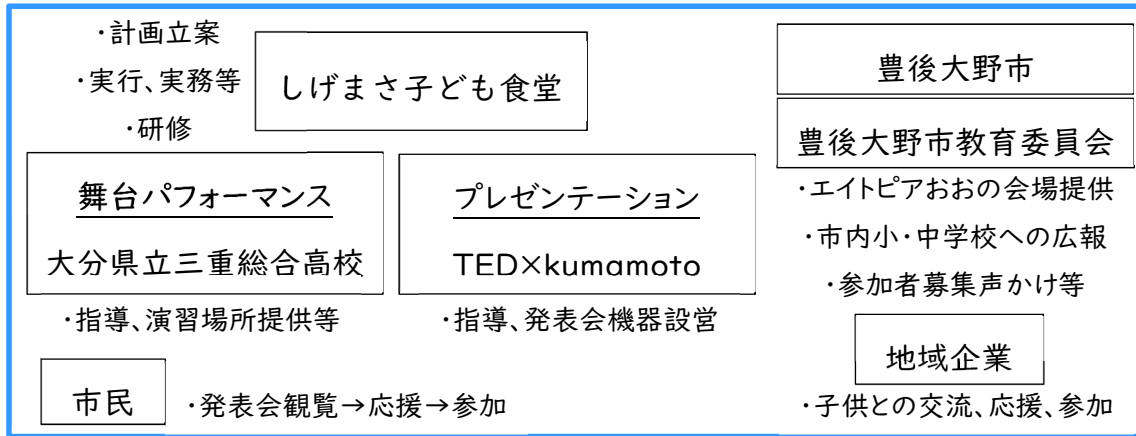 ・計画立案
・実行、実務等
・研修
しげまさ子ども食堂
舞台パフォーマンス
大分県立三重総合高校
・指導、演習場所提供等
プレゼンテーション
TED×kumamoto
・指導、発表会機器設営
市民
・発表会観覧→応援→参加
豊後大野市
豊後大野市教育委員会
・エイトピアおおの会場提供
・市内小・中学校への広報
・参加者募集声かけ等
地域企業
・子供との交流、応援、参加